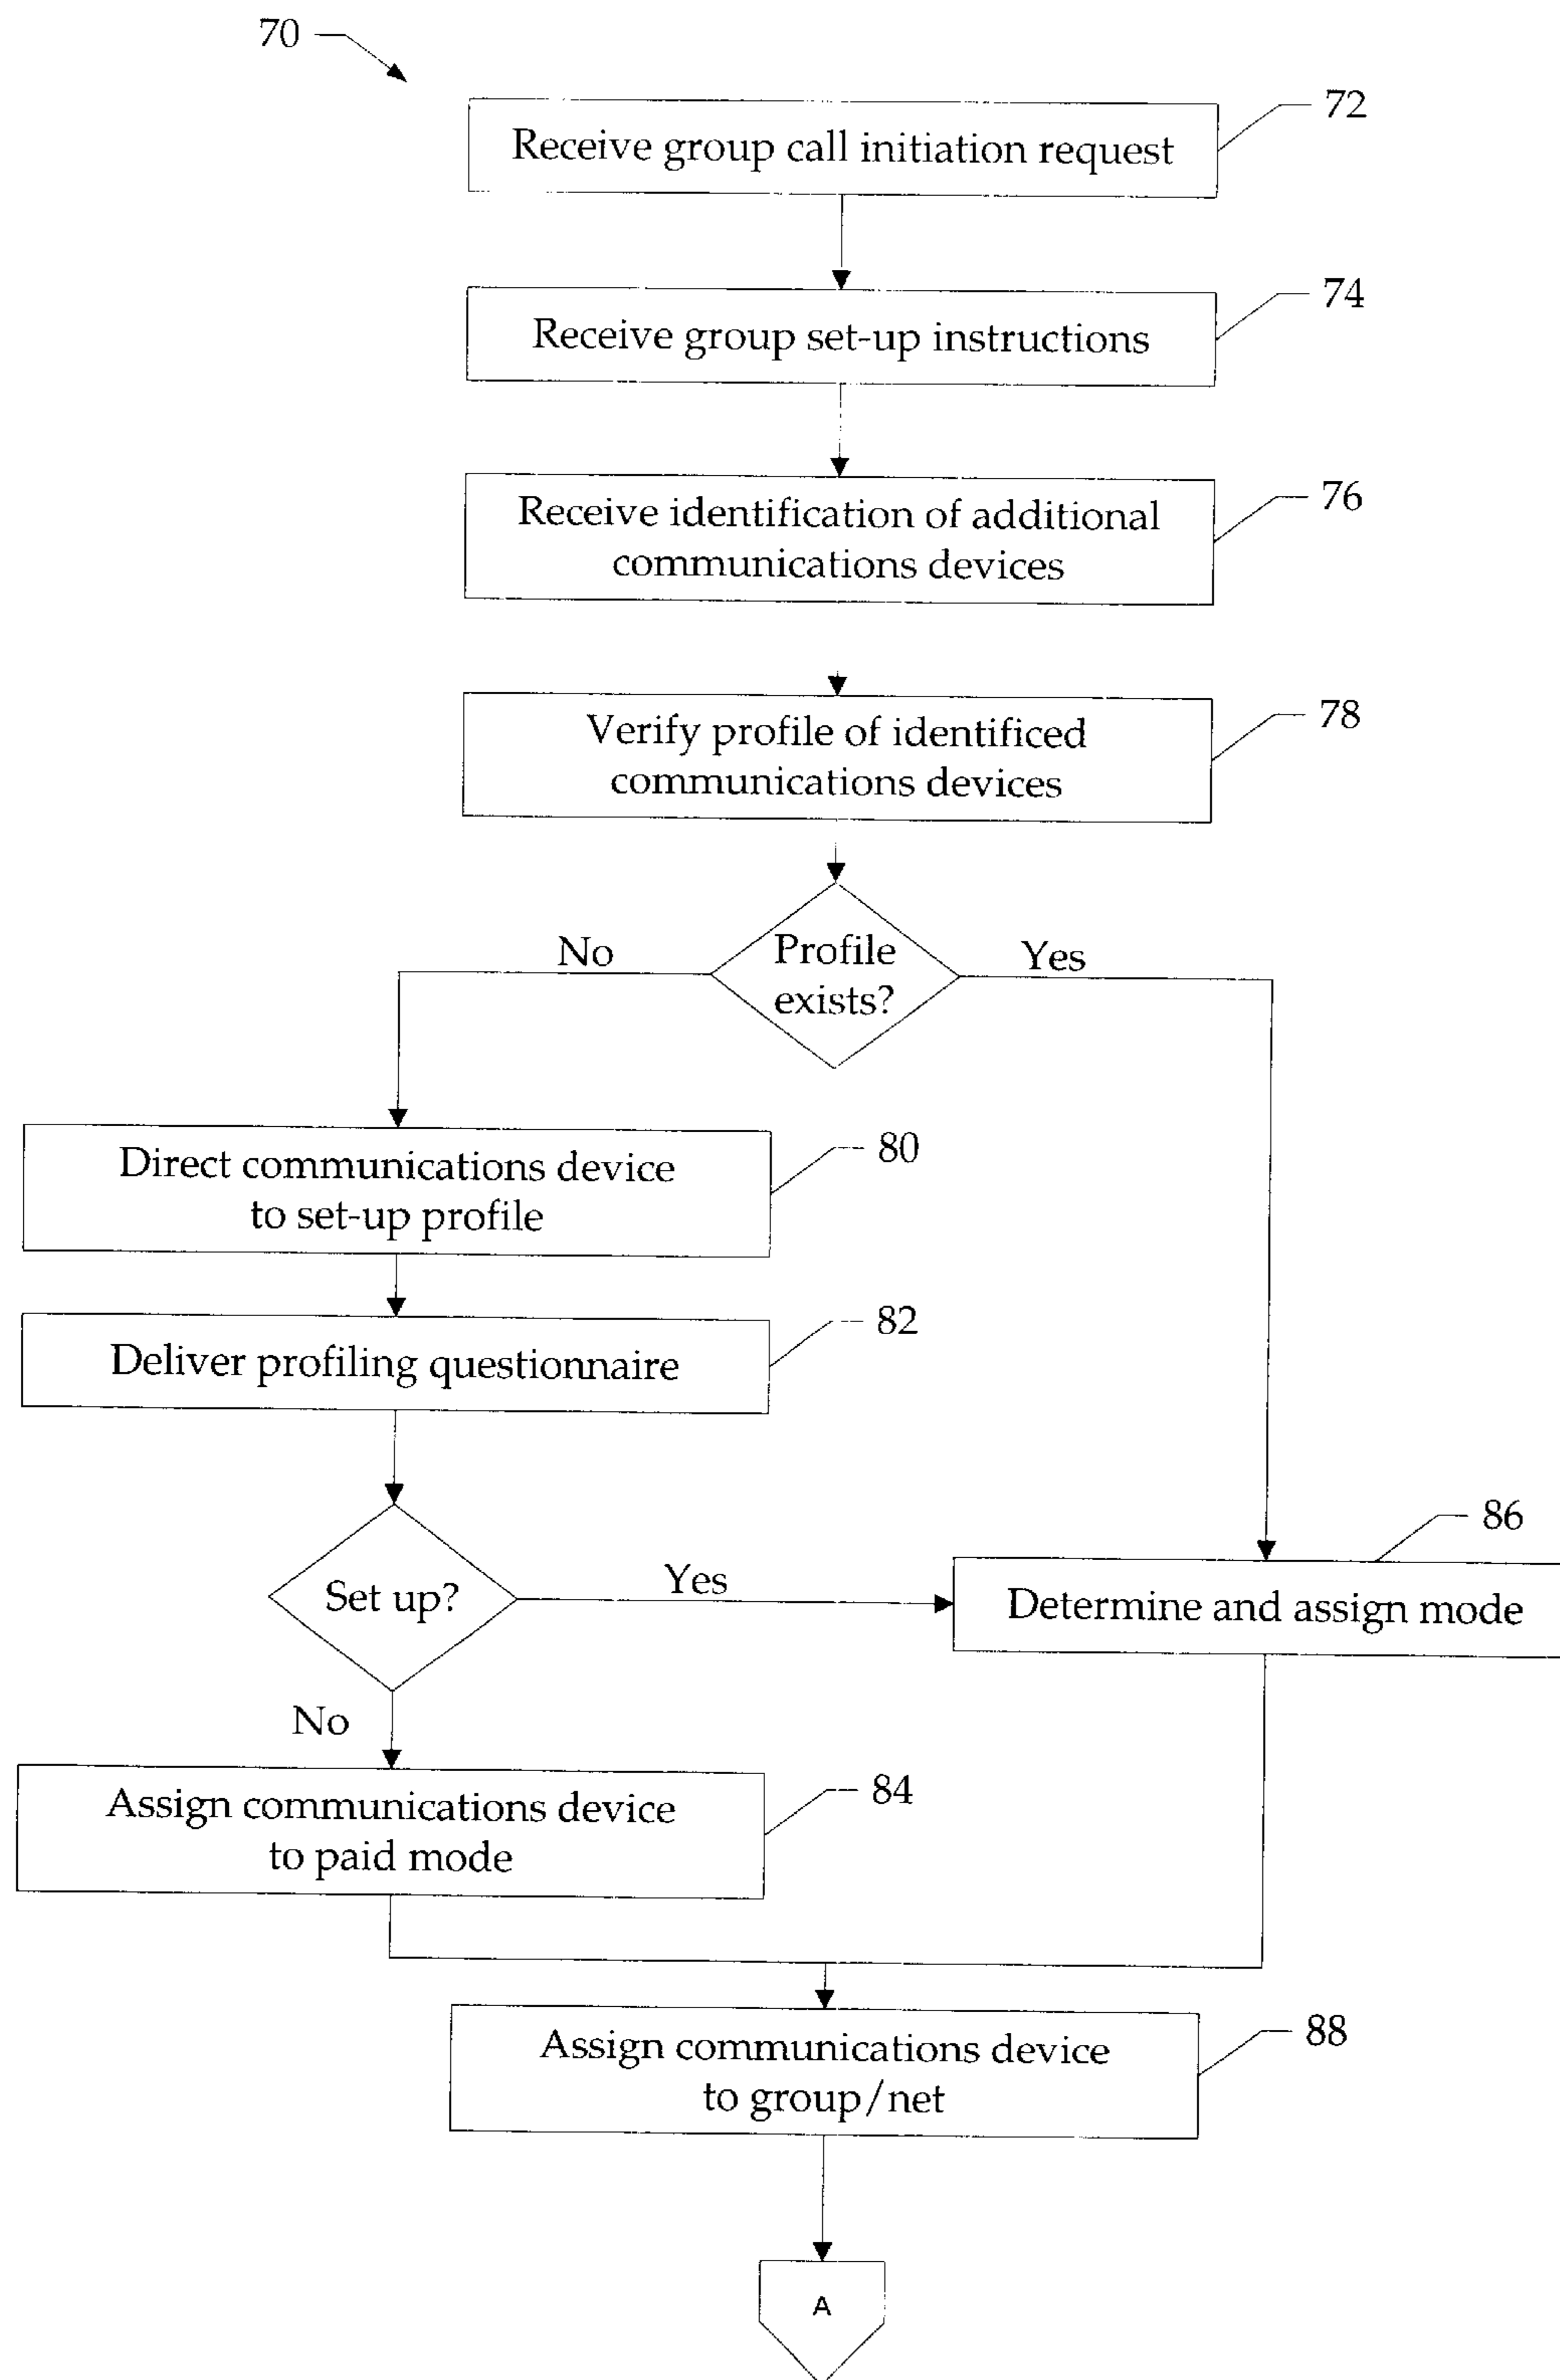 70
72
Receive group call initiation request
74
Receive group set-up instructions
76
Receive identification of additional
communications devices
78
Verify profile of identificed
communications devices
Profile
exists?
No
Yes
80
Direct communications device
to set-up profile
82
Deliver profiling questionnaire
Set up?
Yes
86
Determine and assign mode
No
84
Assign communications device
to paid mode
88
Assign communications device
to group/net
A